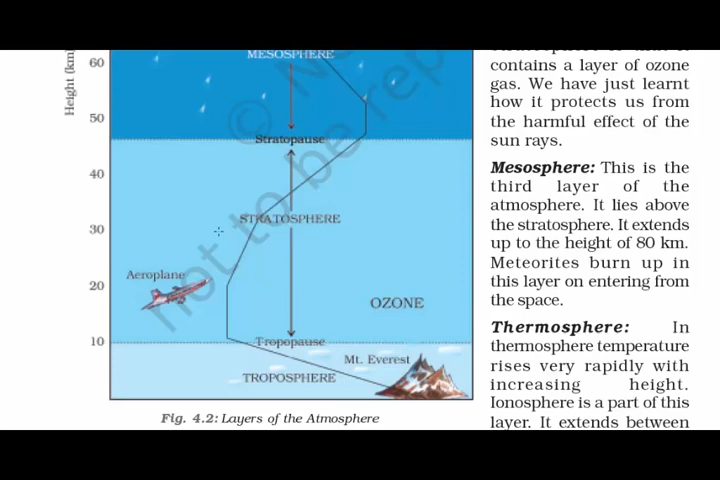 60
Height (km)
50
40
30
20
10
MESOSPHERE
Stratopause
STRATOSPHERE
Aeroplane
OZONE
Tropopause
Mt. Everest
TROPOSPHERE
Fig. 4.2: Layers of the Atmosphere
© N
not to be rep
contains a layer of ozone
gas. We have just learnt
how it protects us from
the harmful effect of the
sun rays.
Mesosphere: This is the
third layer of the
atmosphere. It lies above
the stratosphere. It extends
up to the height of 80 km.
Meteorites burn up in
this layer on entering from
the space.
Thermosphere: In
thermosphere temperature
rises very rapidly with
increasing height.
Ionosphere is a part of this
layer. It extends between